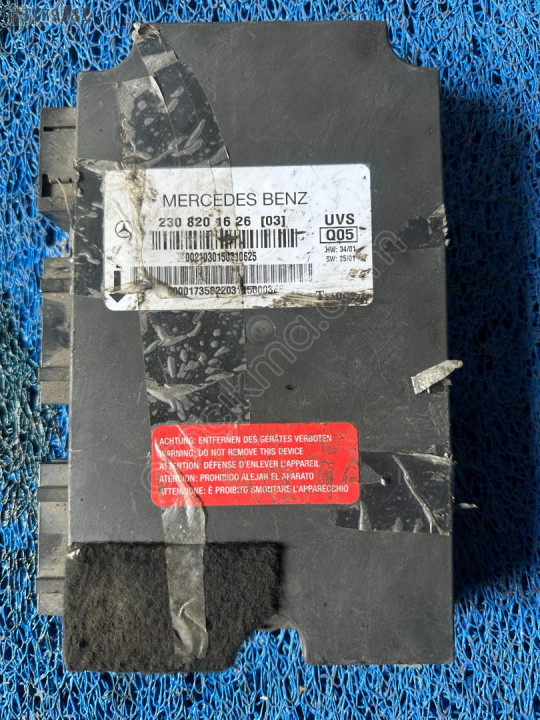 MERCEDES BENZ
230 820 16 26 [03]
UVS
Q05
HW: 34/01
SW: 25/01
ACHTUNG: ENTFERNEN DES GERÄTES VERBOTEN
WARNING: DO NOT REMOVE THIS DEVICE
ATTENTION: DÉFENSE D'ENLEVER L'APPAREIL
ATENCION: PROHIBIDO ALEJAR EL APARATO
ATTENZIONE: È PROIBITO SMONTARE L'APPARECCHIO